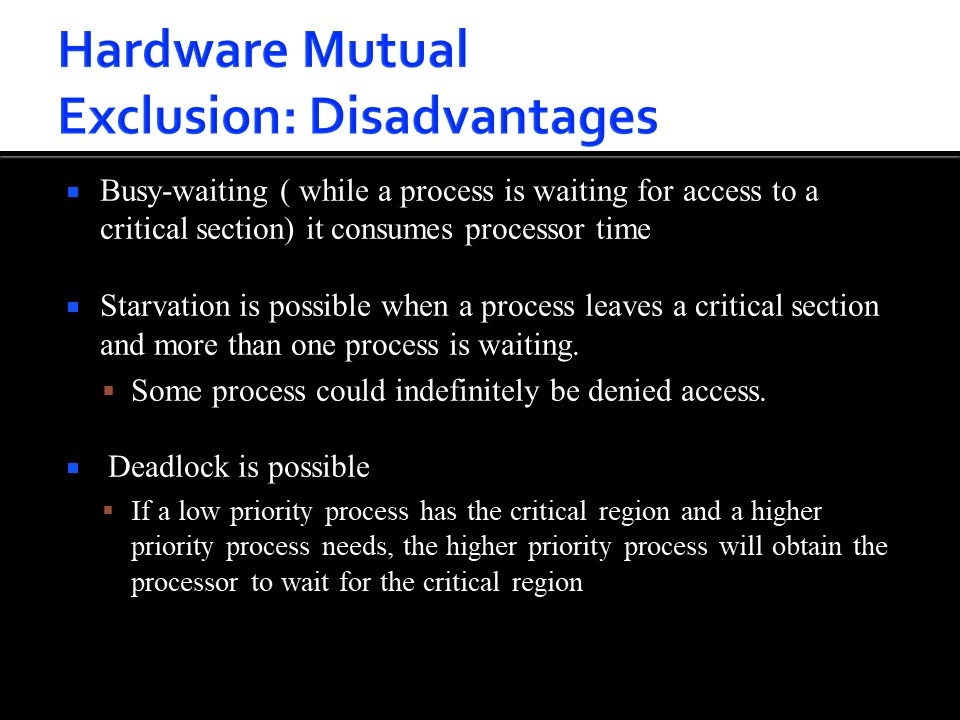 Hardware Mutual
Exclusion: Disadvantages
Busy-waiting ( while a process is waiting for access to a
critical section) it consumes processor time
Starvation is possible when a process leaves a critical section
and more than one process is waiting.
Some process could indefinitely be denied access.
Deadlock is possible
If a low priority process has the critical region and a higher
priority process needs, the higher priority process will obtain the
processor to wait for the critical region